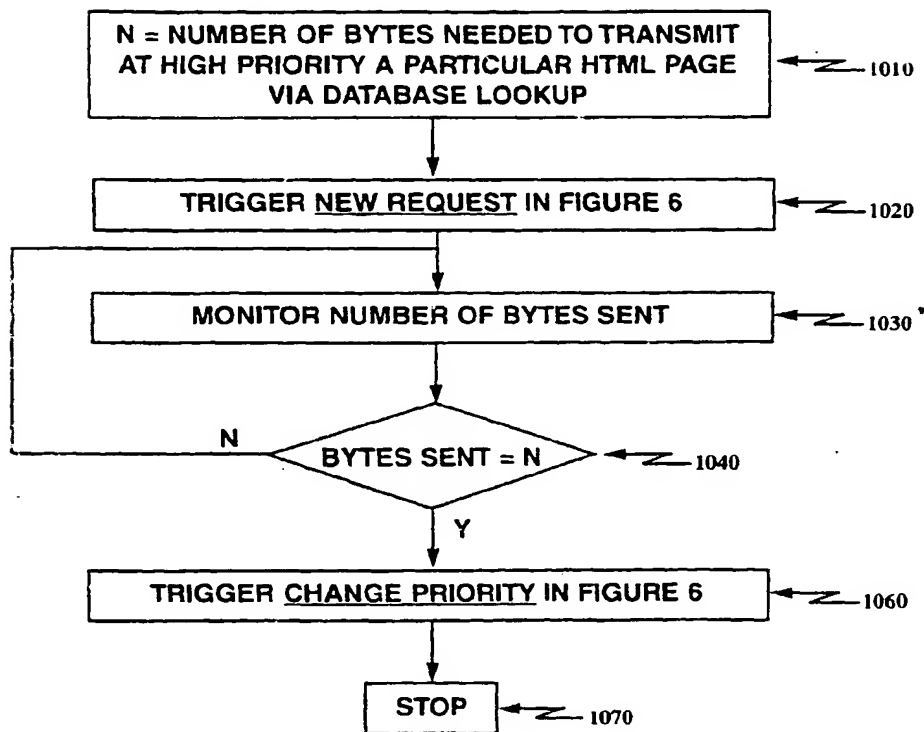 N = NUMBER OF BYTES NEEDED TO TRANSMIT
AT HIGH PRIORITY A PARTICULAR HTML PAGE
VIA DATABASE LOOKUP
1010
TRIGGER NEW REQUEST IN FIGURE 6
1020
MONITOR NUMBER OF BYTES SENT
1030
N
BYTES SENT = N
1040
Y
TRIGGER CHANGE PRIORITY IN FIGURE 6
1060
STOP
1070